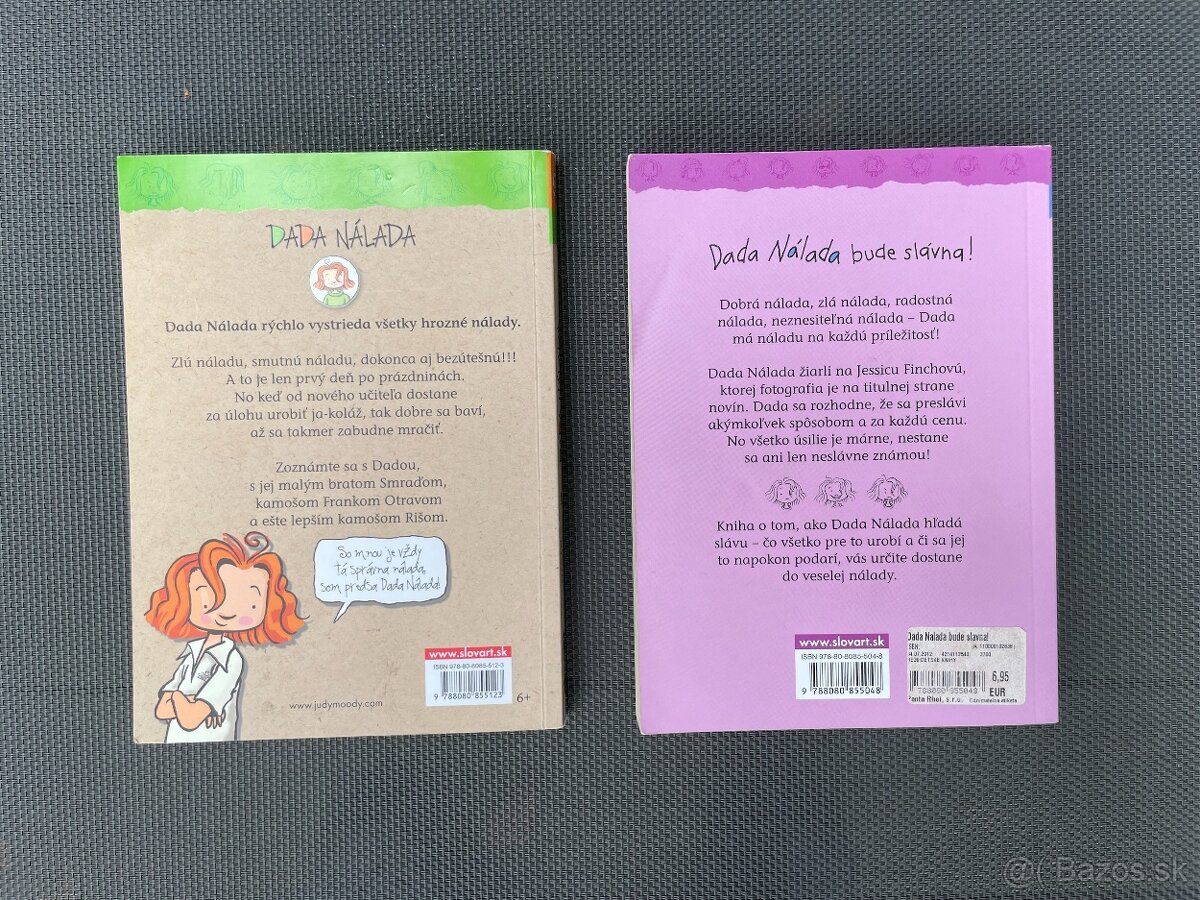 DADA NÁLADA
Dada Nálada rýchlo vystrieda všetky hrozné nálady.
Zlú náladu, smutnú náladu, dokonca aj bezútešnú!!!
A to je len prvý deň po prázdninách.
No keď od nového učiteľa dostane
za úlohu urobiť ja-koláž, tak dobre sa baví,
až sa takmer zabudne mračiť.
Zoznámte sa s Dadou,
s jej malým bratom Smraďom,
kamošom Frankom Otravom
a ešte lepším kamošom Rišom.
So mnou je vždy
tá správna nálada,
som predsa Dada Nálada!
www.slovart.sk
ISBN 978-80-8085-512-3
9 788080 855123
6+
www.judymoody.com
Dada Nálada bude slávna!
Dobrá nálada, zlá nálada, radostná
nálada, neznesiteľná nálada – Dada
má náladu na každú príležitosť!
Dada Nálada žiarli na Jessicu Finchovú,
ktorej fotografia je na titulnej strane
novín. Dada sa rozhodne, že sa preslávi
akýmkoľvek spôsobom a za každú cenu.
No všetko úsilie je márne, nestane
sa ani len neslávne známou!
Kniha o tom, ako Dada Nálada hľadá
slávu – čo všetko pre to urobí a či sa jej
to napokon podarí, vás určite dostane
do veselej nálady.
www.slovart.sk
ISBN 978-80-8085-504-8
9 788080 855048
Dada Nalada bude slavna!
6,95
EUR
9788080855048
Panta Rhei, s.r.o.
Bazos.sk